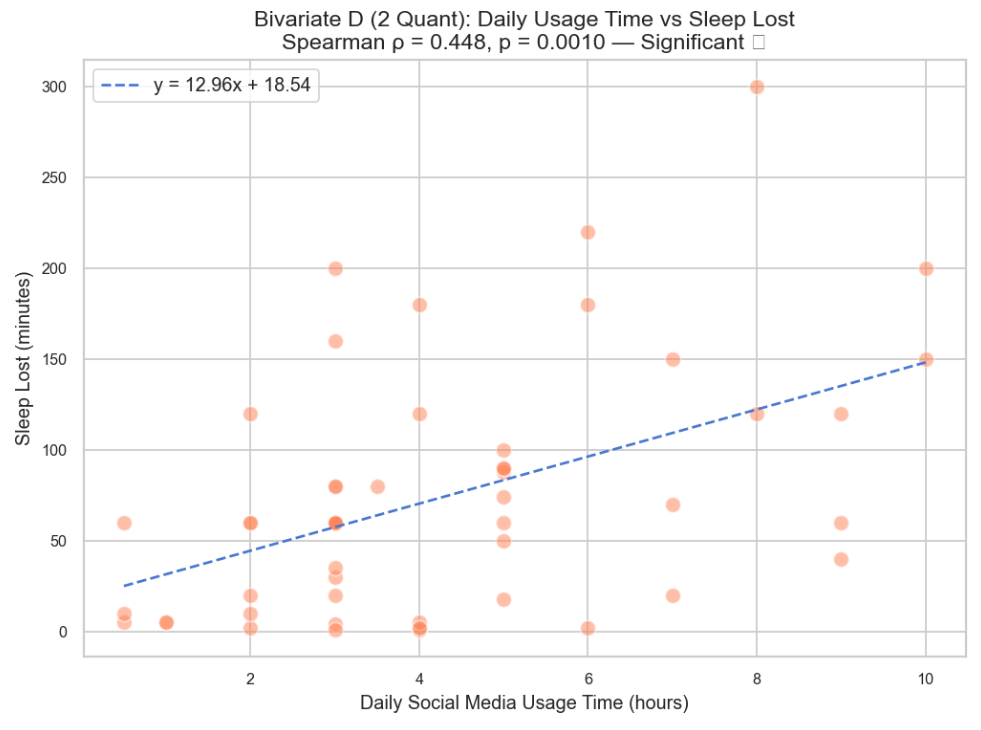 Bivariate D (2 Quant): Daily Usage Time vs Sleep Lost
Spearman ρ = 0.448, p = 0.0010 — Significant
y = 12.96x + 18.54
300
250
200
150
100
50
0
Sleep Lost (minutes)
2 4 6 8 10
Daily Social Media Usage Time (hours)